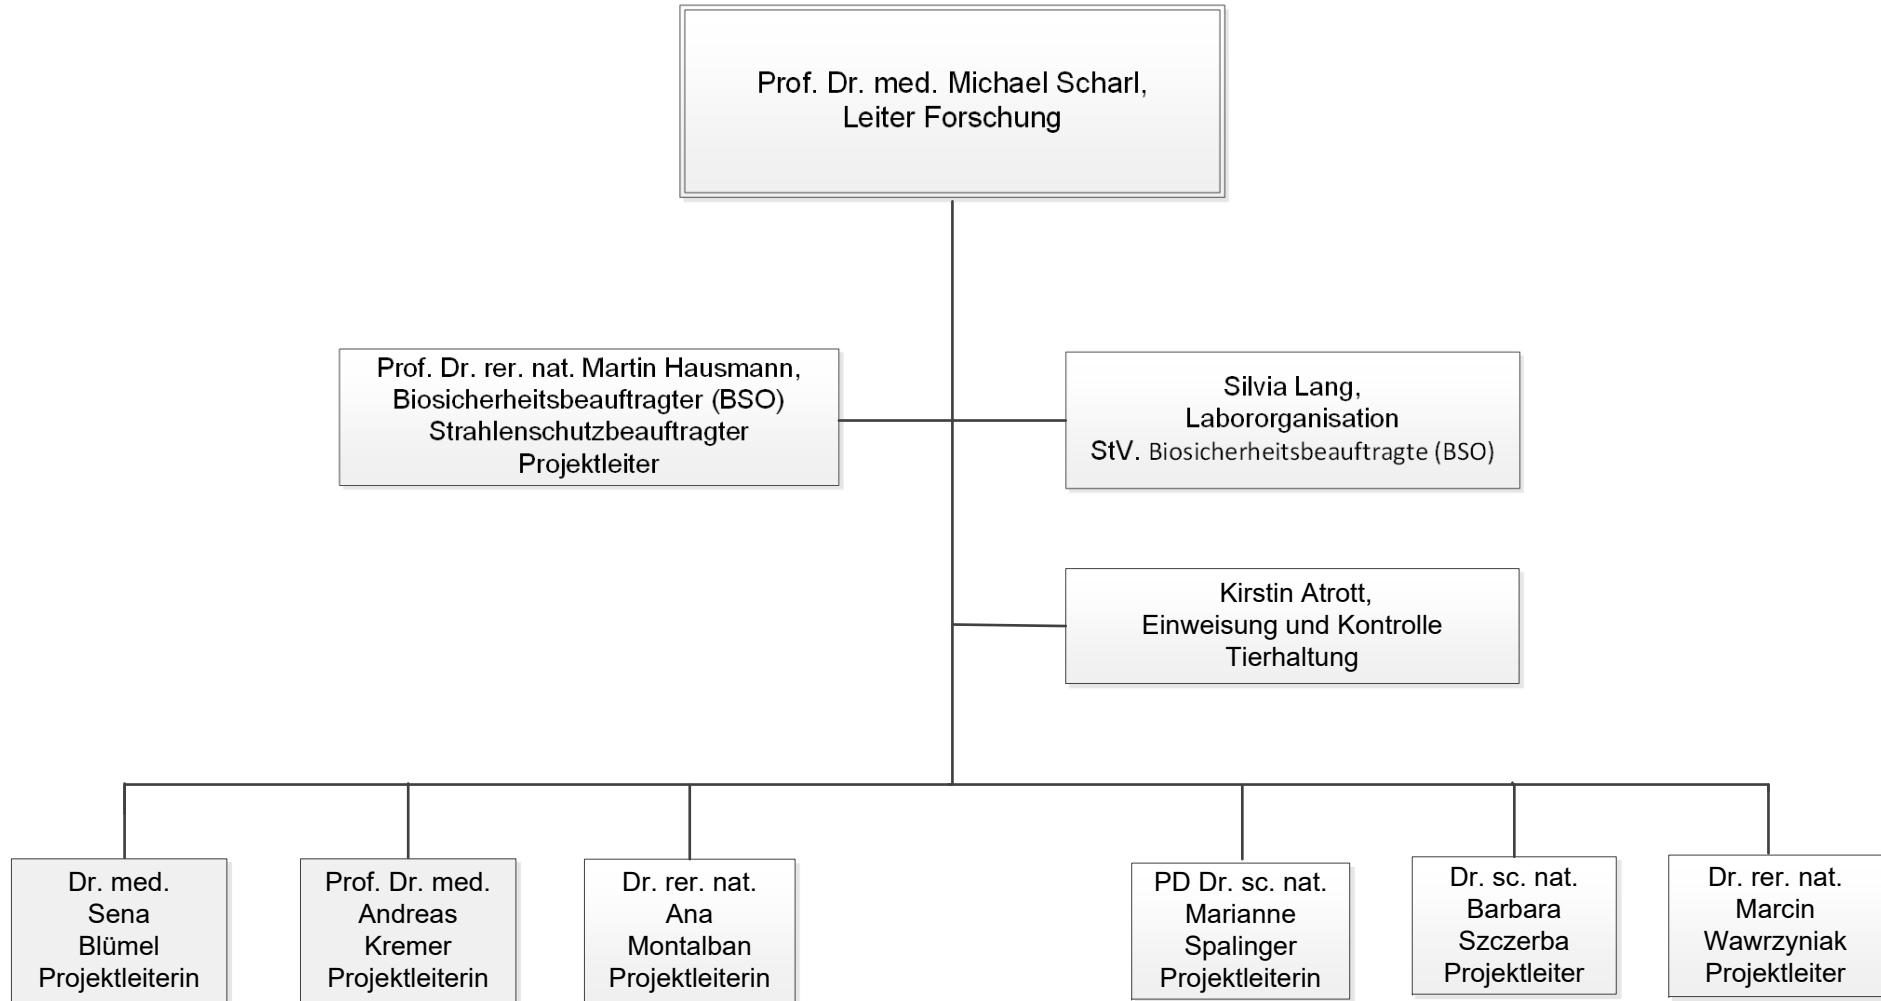 Prof. Dr. med. Michael Scharl,
Leiter Forschung
Prof. Dr. rer. nat. Martin Hausmann,
Biosicherheitsbeauftragter (BSO)
Strahlenschutzbeauftragter
Projektleiter
Silvia Lang,
Labororganisation
StV. Biosicherheitsbeauftragte (BSO)
Kirstin Atrott,
Einweisung und Kontrolle
Tierhaltung
Dr. med.
Sena
Blümel
Projektleiterin
Prof. Dr. med.
Andreas
Kremer
Projektleiterin
Dr. rer. nat.
Ana
Montalban
Projektleiterin
PD Dr. sc. nat.
Marianne
Spalinger
Projektleiterin
Dr. sc. nat.
Barbara
Szczerba
Projektleiter
Dr. rer. nat.
Marcin
Wawrzyniak
Projektleiter